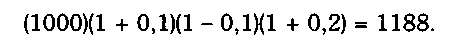 (1000)(1 + 0,1)(1 − 0,1)(1 + 0,2) = 1188.